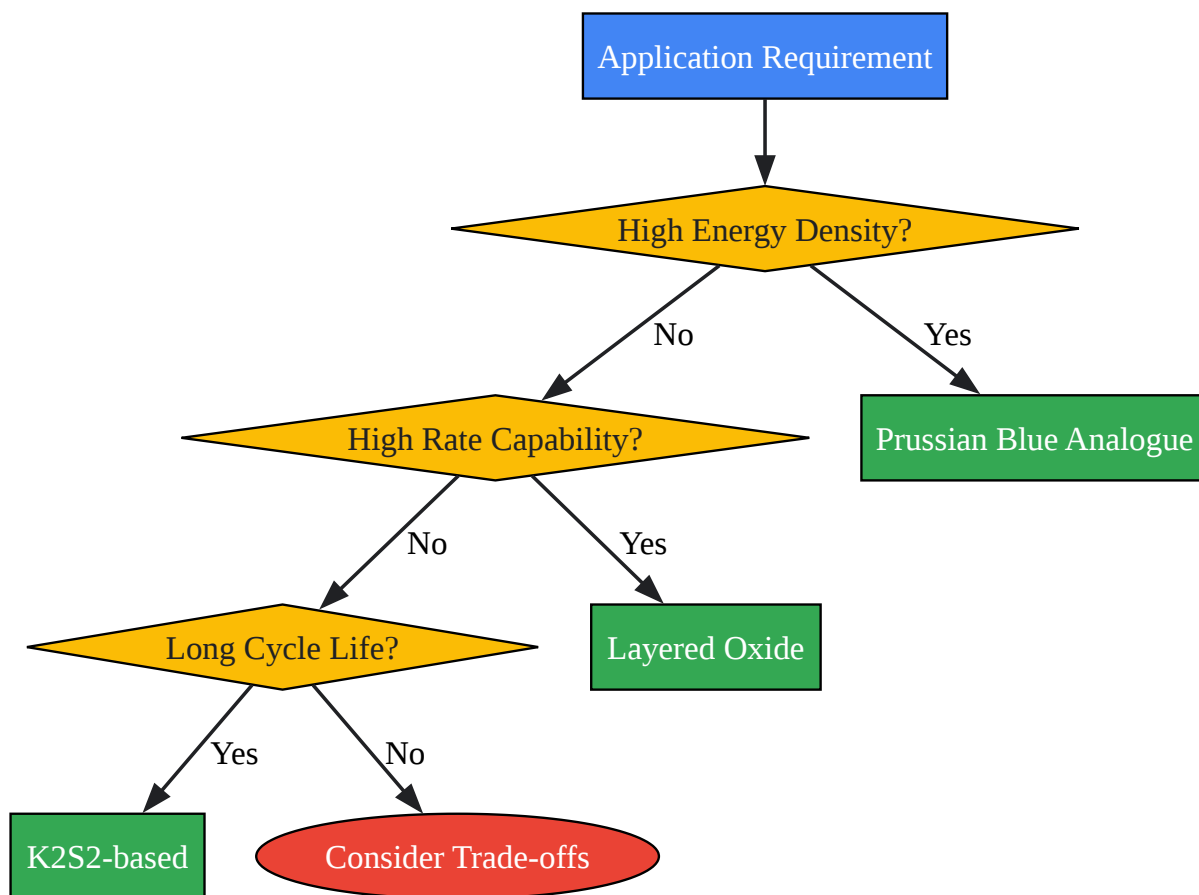 Application Requirement
High Energy Density?
No
Yes
High Rate Capability?
Prussian Blue Analogue
No
Yes
Long Cycle Life?
Layered Oxide
Yes
No
K2S2-based
Consider Trade-offs